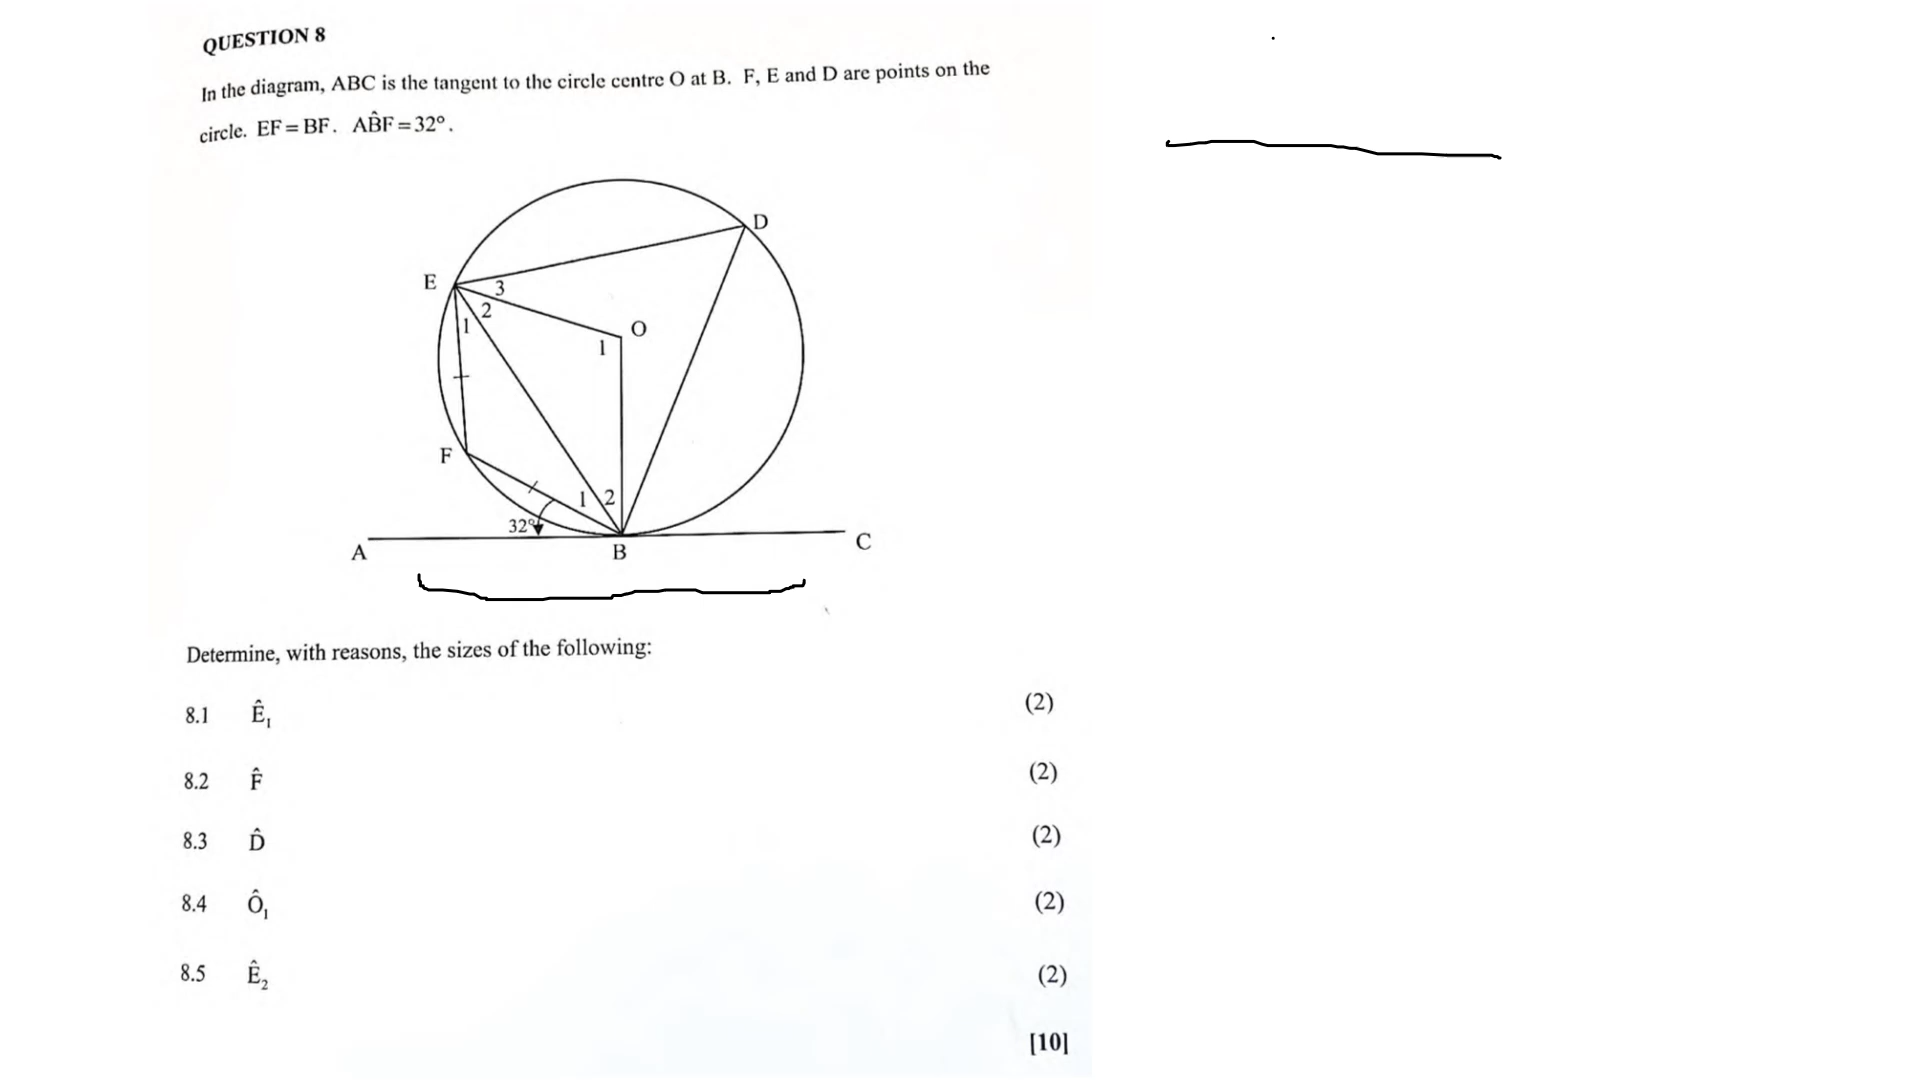 QUESTION 8
In the diagram, ABC is the tangent to the circle centre O at B. F, E and D are points on the
circle. EF = BF. AB̂F = 32°.
D
E
3
2
1
O
1
F
1
2
32°
A
B
C
Determine, with reasons, the sizes of the following:
8.1 Ê₁ (2)
8.2 F̂ (2)
8.3 D̂ (2)
8.4 Ô₁ (2)
8.5 Ê₂ (2)
[10]